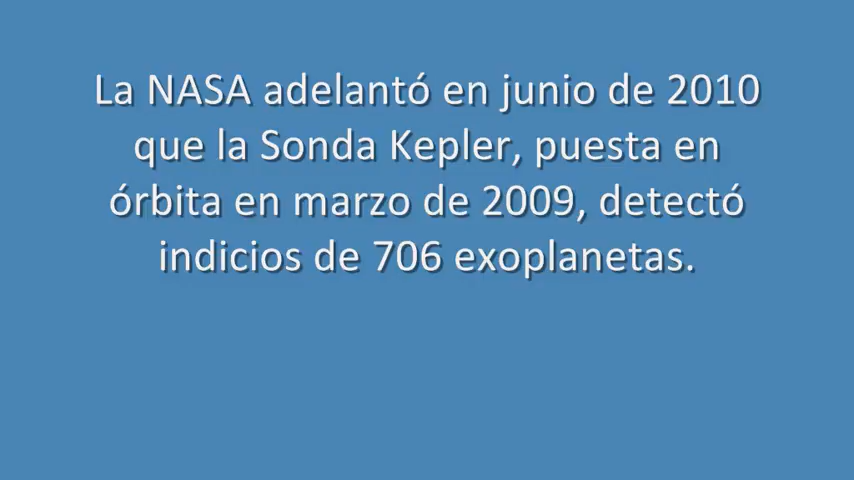 La NASA adelantó en junio de 2010
que la Sonda Kepler, puesta en
órbita en marzo de 2009, detectó
indicios de 706 exoplanetas.